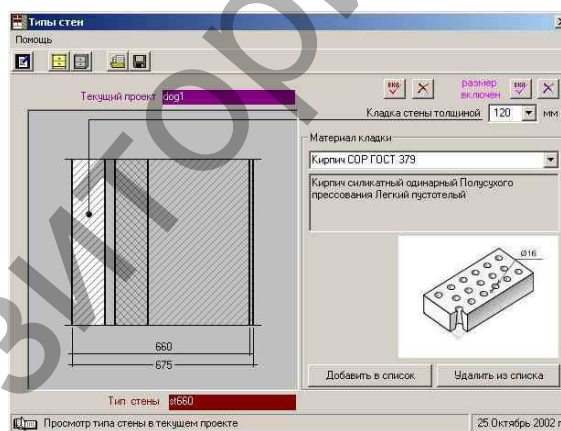 Типы стен
Помощь
Текущий проект dog1
размер
включен
Кладка стены толщиной 120 мм
Материал кладки
Кирпич СОР ГОСТ 379
Кирпич силикатный одинарный Полусухого
прессования Легкий пустотелый
Ø16
660
675
Добавить в список
Удалить из списка
Тип стены st660
Просмотр типа стены в текущем проекте
25 Октябрь 2002 г